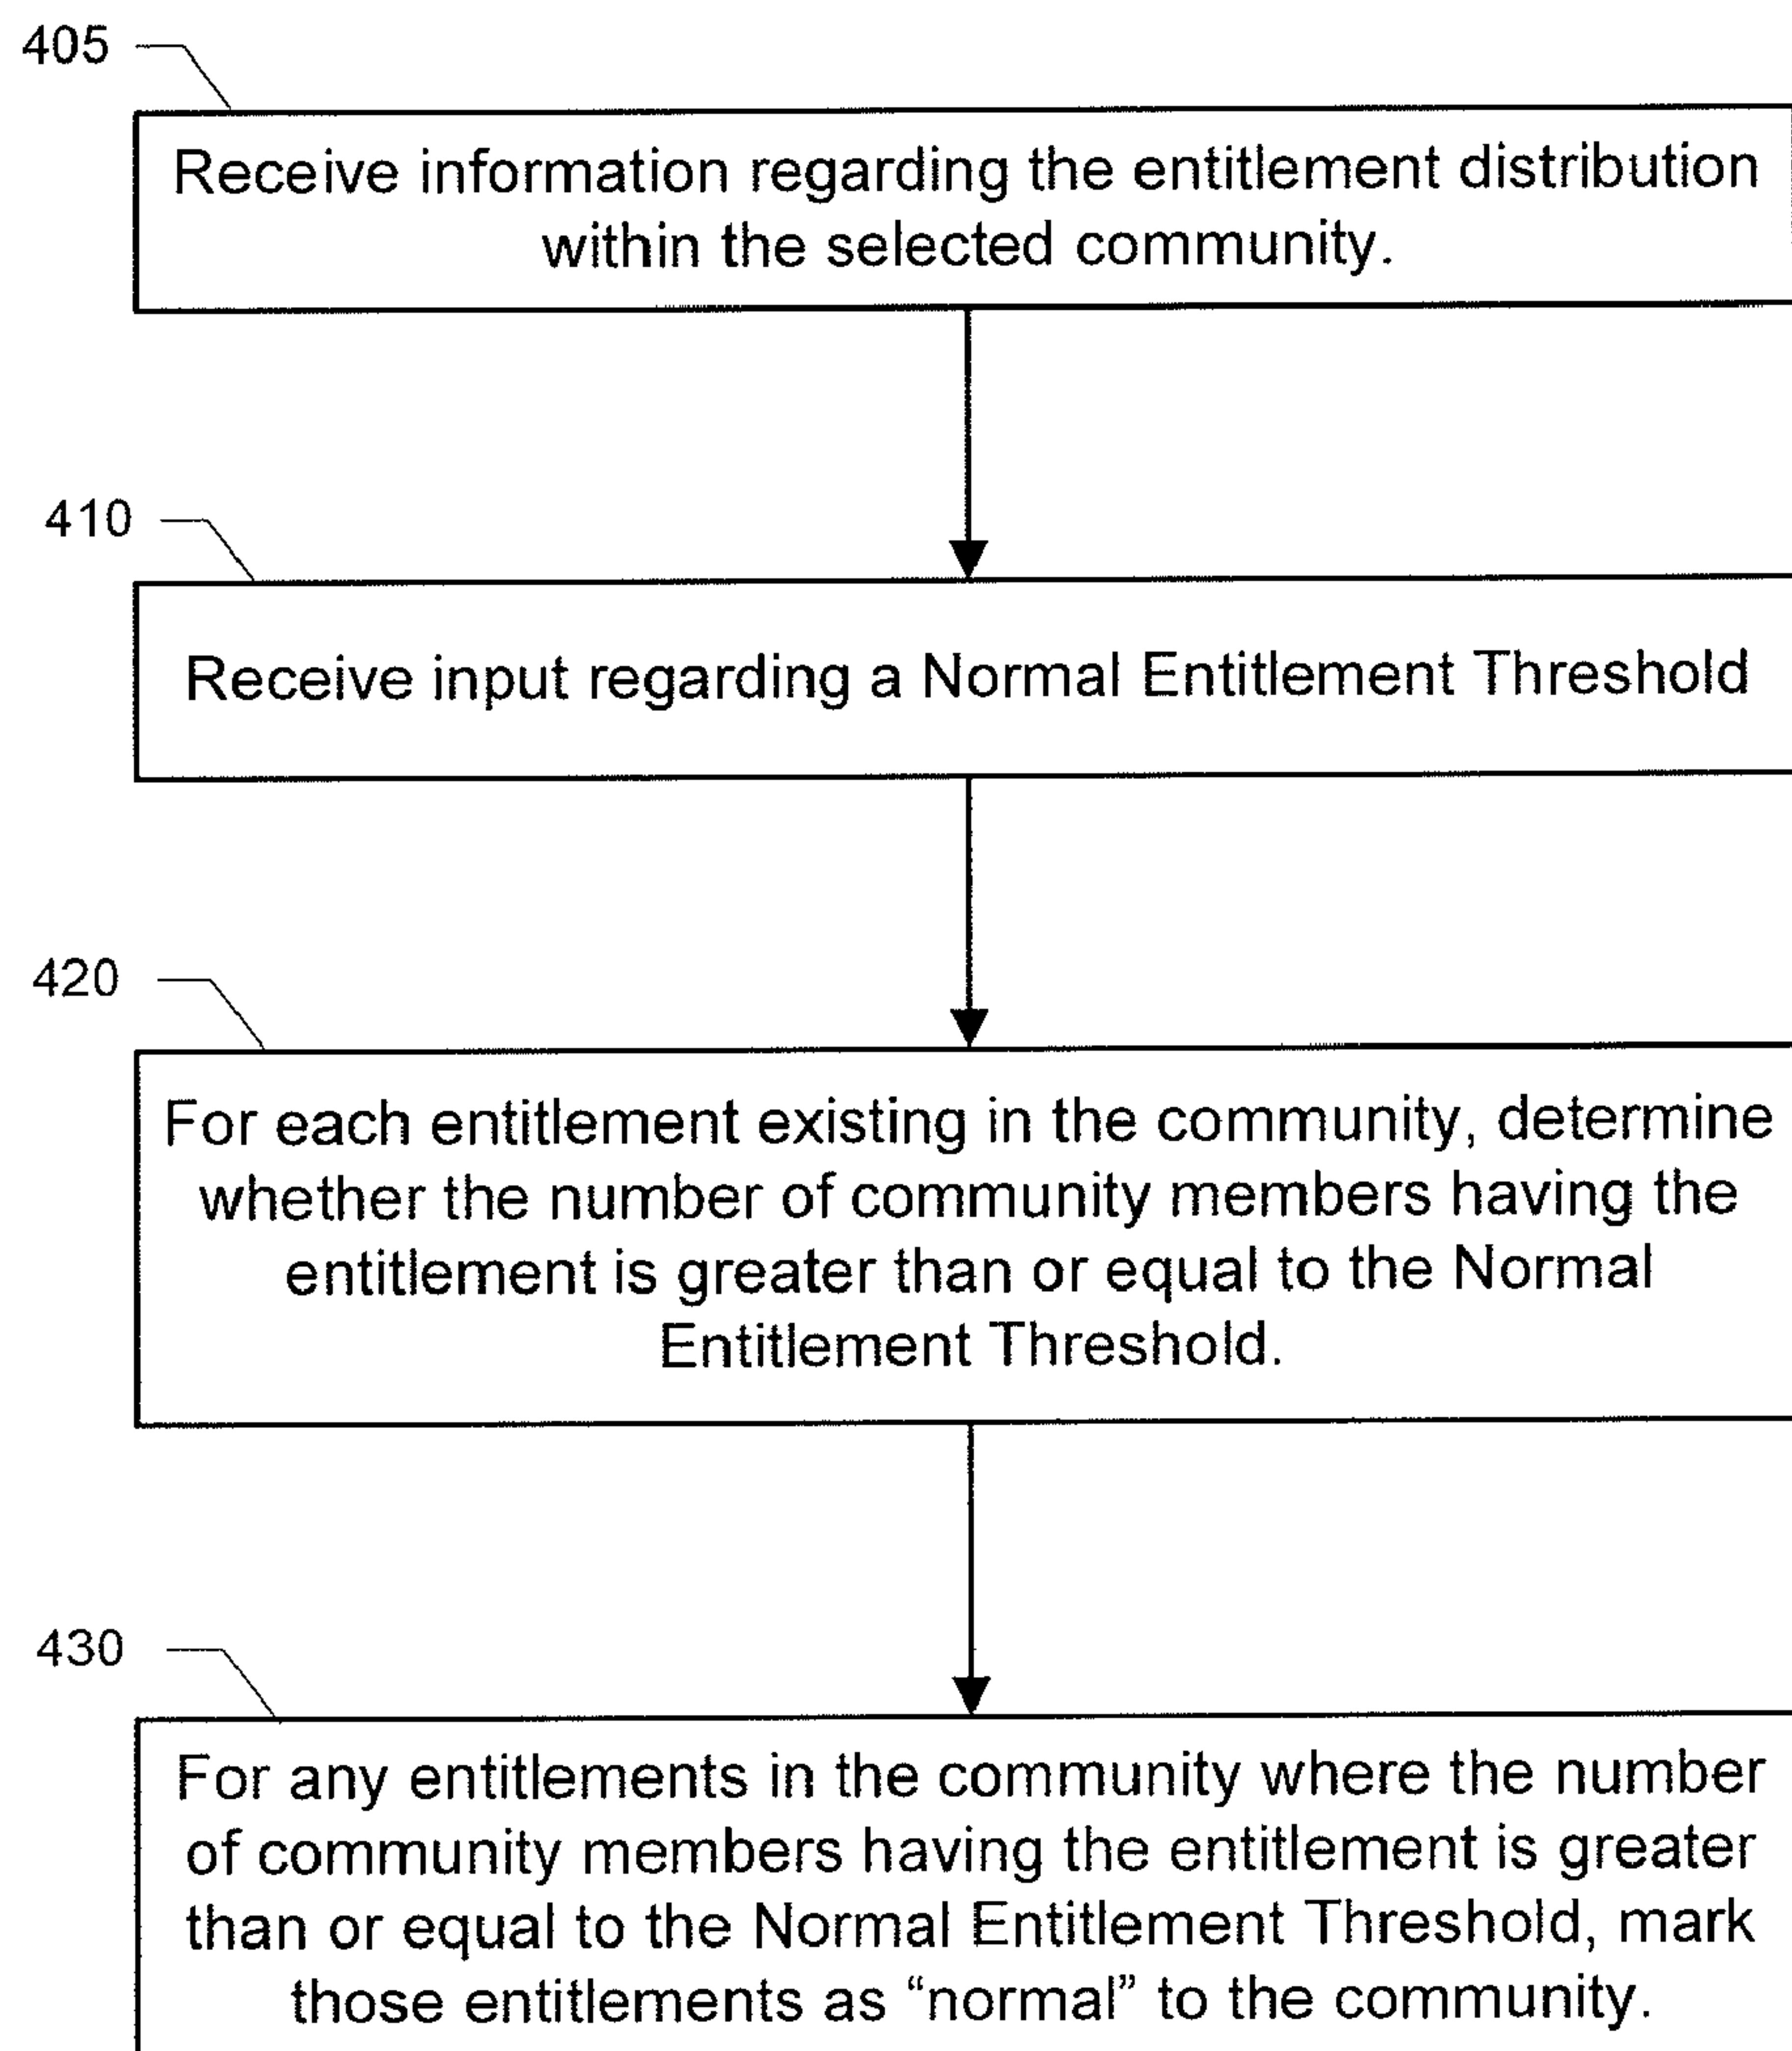 405
Receive information regarding the entitlement distribution
within the selected community.
410
Receive input regarding a Normal Entitlement Threshold
420
For each entitlement existing in the community, determine
whether the number of community members having the
entitlement is greater than or equal to the Normal
Entitlement Threshold.
430
For any entitlements in the community where the number
of community members having the entitlement is greater
than or equal to the Normal Entitlement Threshold, mark
those entitlements as “normal” to the community.